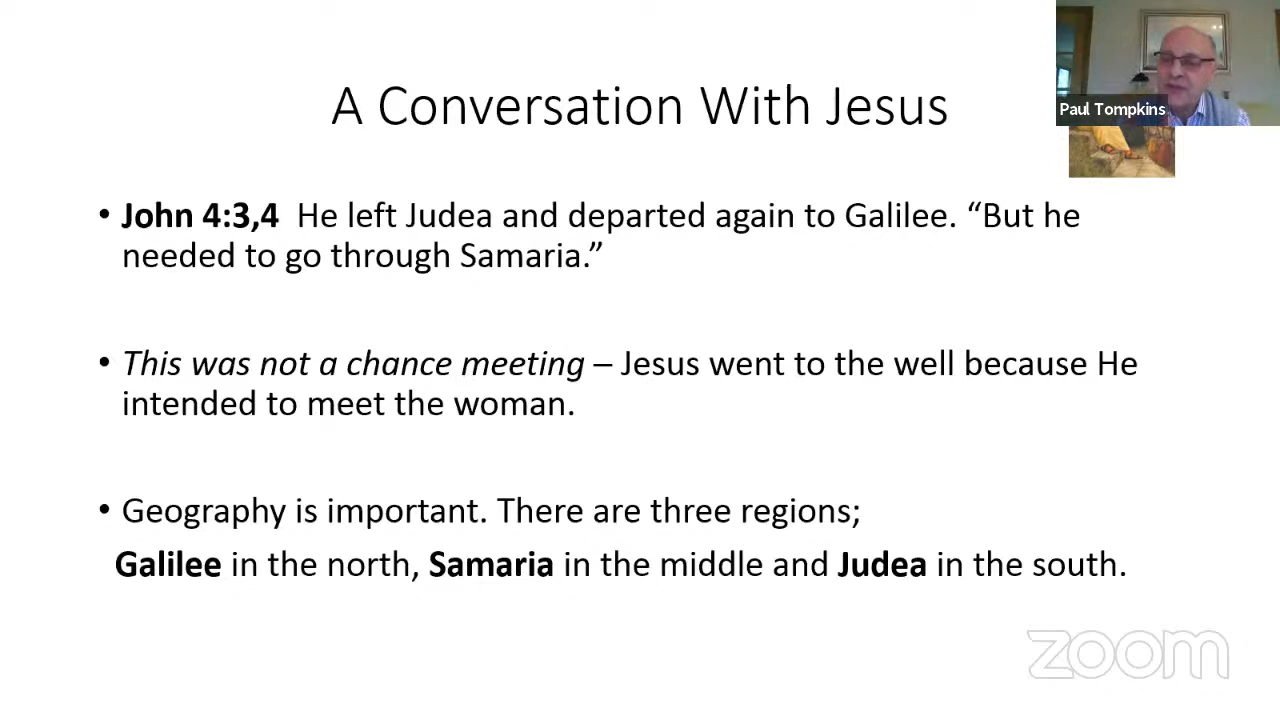 A Conversation With Jesus
Paul Tompkins
• John 4:3,4 He left Judea and departed again to Galilee. “But he
needed to go through Samaria.”
• This was not a chance meeting – Jesus went to the well because He
intended to meet the woman.
• Geography is important. There are three regions;
Galilee in the north, Samaria in the middle and Judea in the south.
zoom